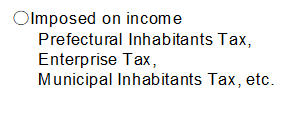 ○Imposed on income
Prefectural Inhabitants Tax,
Enterprise Tax,
Municipal Inhabitants Tax, etc.